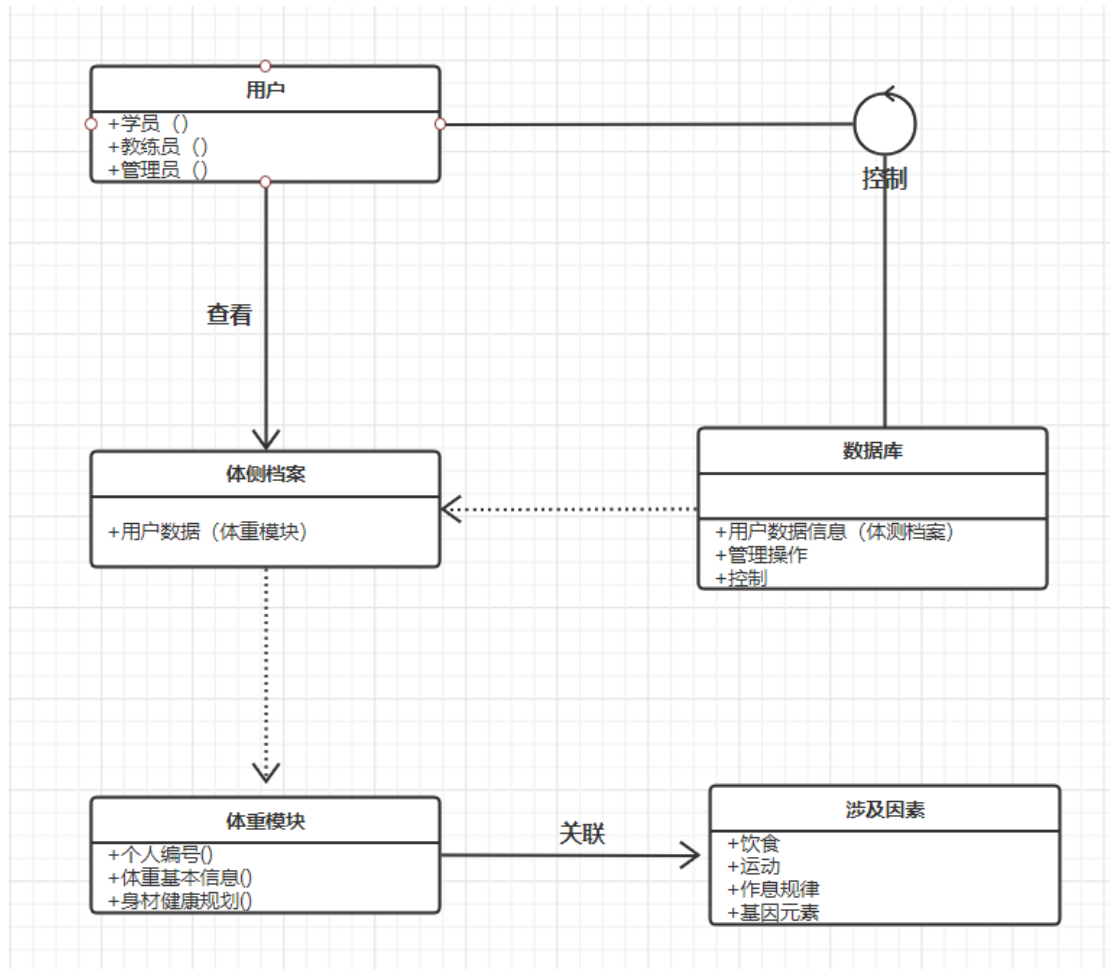 用户
+学员（）
+教练员（）
+管理员（）
控制
查看
体侧档案
+用户数据（体重模块）
数据库
+用户数据信息（体测档案）
+管理操作
+控制
体重模块
+个人编号()
+体重基本信息()
+身材健康规划()
关联
涉及因素
+饮食
+运动
+作息规律
+基因元素